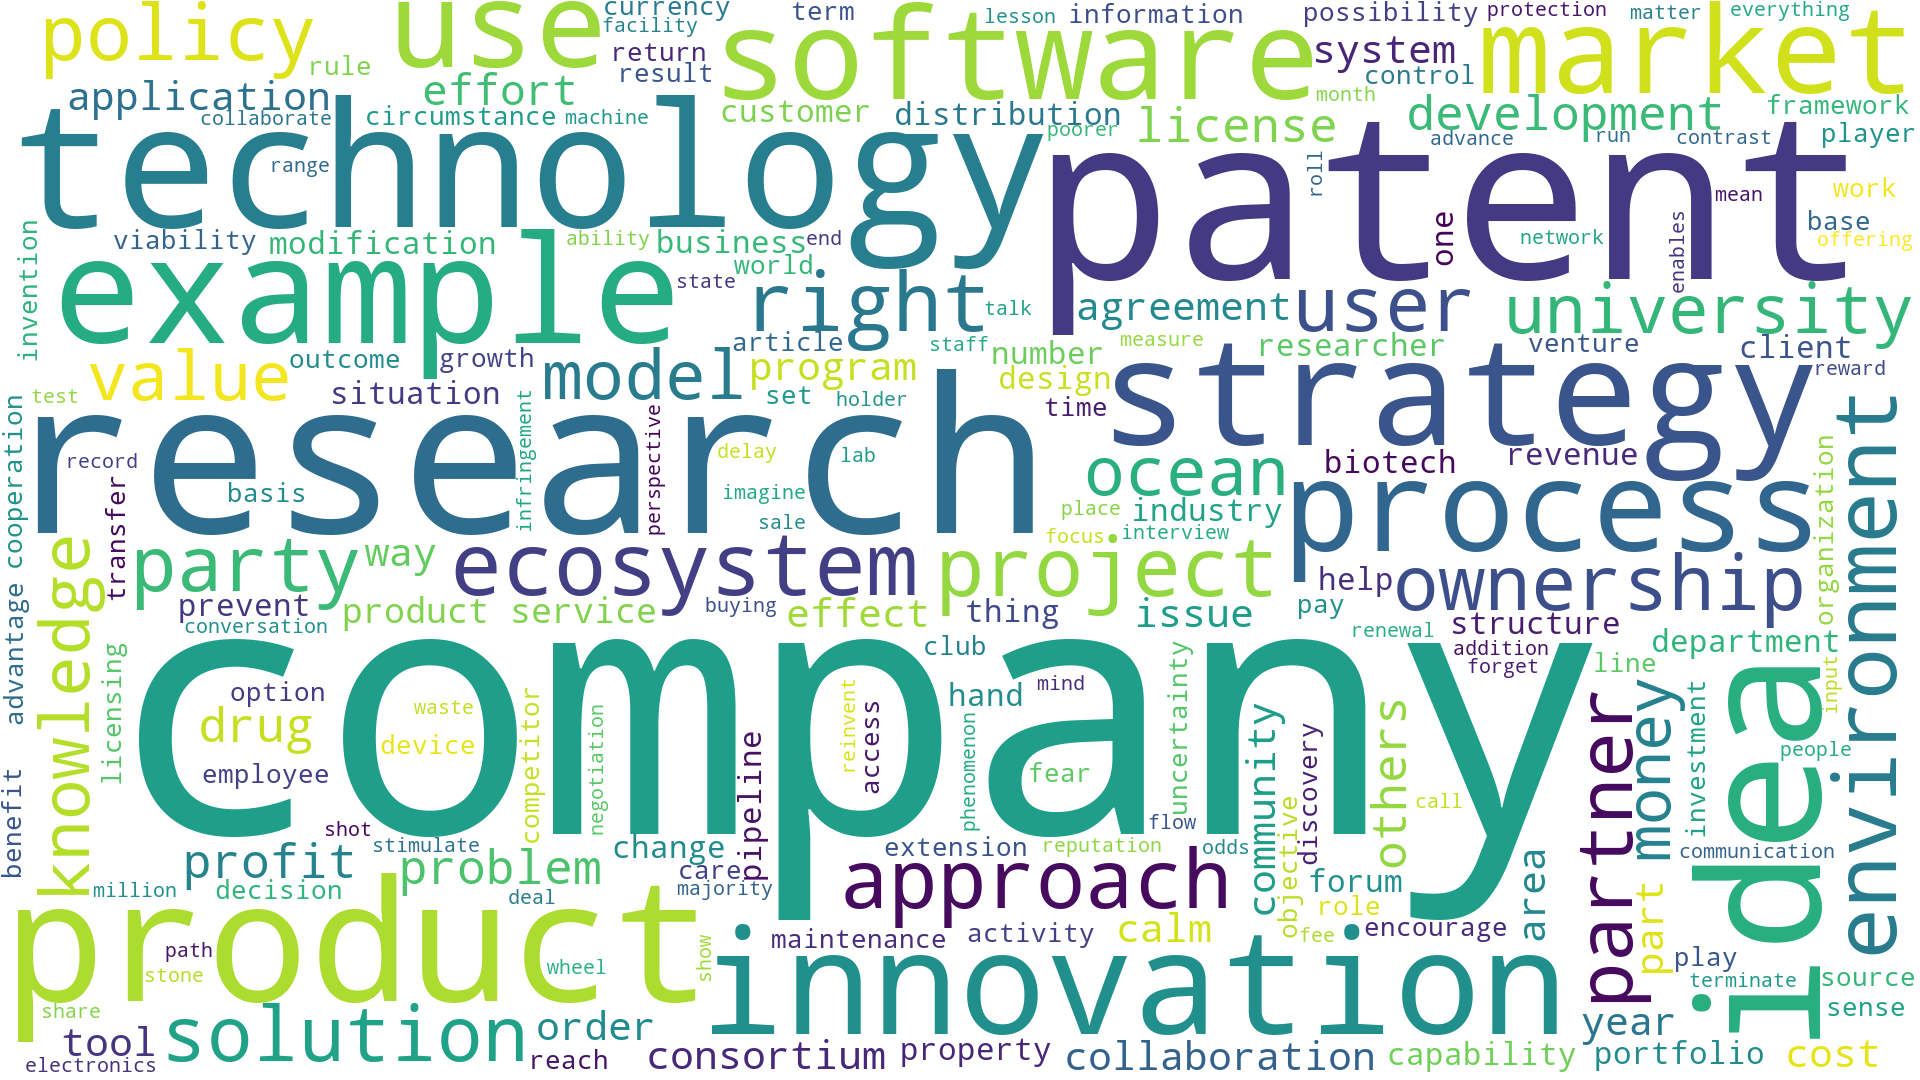 policy
use
currency
facility
term
lesson
information
possibility
protection
matter
everything
rule
return
result
software
system
control
market
application
effort
customer
distribution
month
license
development
framework
collaborate
circumstance
machine
poorer
advance
run
contrast
player
technology
range
patent
roll
mean
work
base
offering
invention
viability
modification
ability
business
end
world
state
one
network
enables
example
right
talk
agreement
user
university
value
outcome
growth
article
staff
measure
number
researcher
venture
client
reward
test
situation
model
program
design
set
holder
time
strategy
research
record
basis
infringement
perspective
delay
lab
imagine
sale
ocean
biotech
revenue
place
industry
focus
interview
process
environment
organization
advantage
cooperation
transfer
knowledge
party
way
ecosystem
project
help
ownership
prevent
conversation
product service
buying
effect
thing
issue
pay
renewal
structure
addition
forget
department
line
input
company
club
hand
mind
licensing
option
drug
waste
device
employee
competitor
negotiation
pipeline
reinvent
access
phenomenon
fear
uncertainty
community
discovery
others
call
partner
money
investment
people
idea
benefit
shot
stimulate
change
extension
reputation
flow
odds
objective
communication
profit
problem
care
majority
approach
forum
role
area
million
decision
deal
product
path
stone
wheel
show
maintenance
activity
calm
fee
encourage
part
play
terminate
source
sense
innovation
share
tool
solution
order
reach
electronics
consortium
property
collaboration
capability
year
portfolio
cost